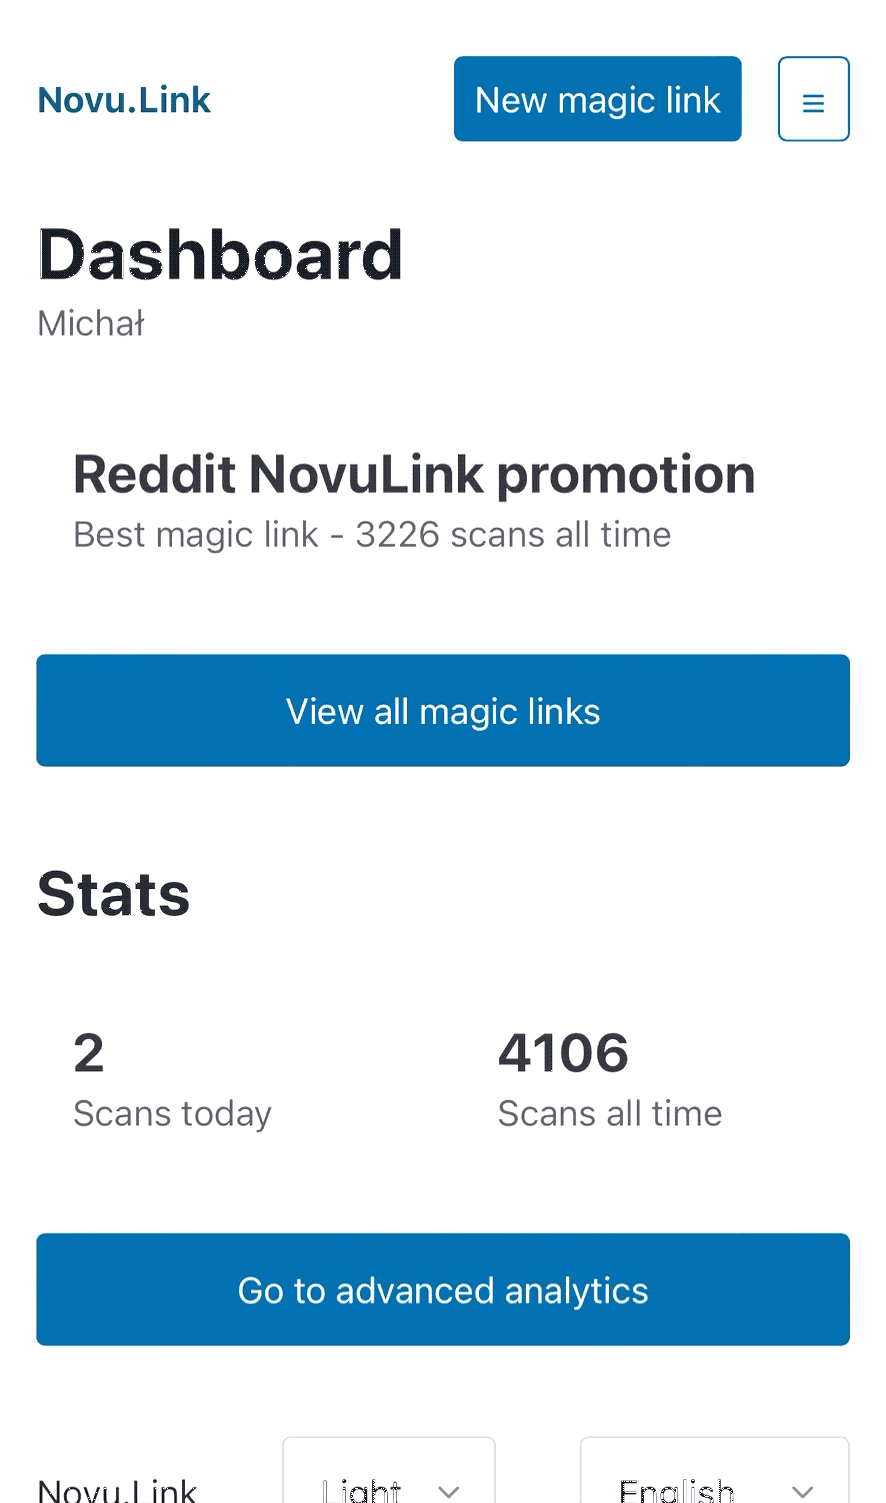 Novu.Link
New magic link
Dashboard
Michał
Reddit NovuLink promotion
Best magic link - 3226 scans all time
View all magic links
Stats
2
Scans today
4106
Scans all time
Go to advanced analytics
Novu.Link
Light
English